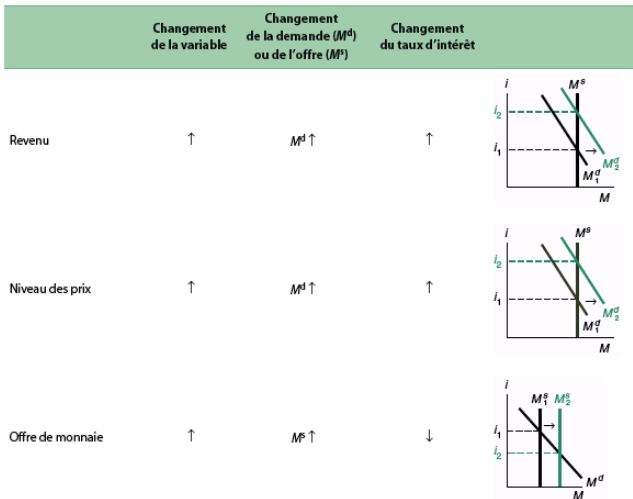 Changement
de la variable
Changement
de la demande (Mᵈ)
ou de l'offre (Mˢ)
Changement
du taux d'intérêt
Revenu ↑ Mᵈ ↑ ↑
i
Mˢ
i₂
i₁
→
M₁ᵈ
M₂ᵈ
M
Niveau des prix ↑ Mᵈ ↑ ↑
i
Mˢ
i₂
i₁
→
M₁ᵈ
M₂ᵈ
M
Offre de monnaie ↑ Mˢ ↑ ↓
i
M₁ˢ M₂ˢ
→
i₁
i₂
Mᵈ
M